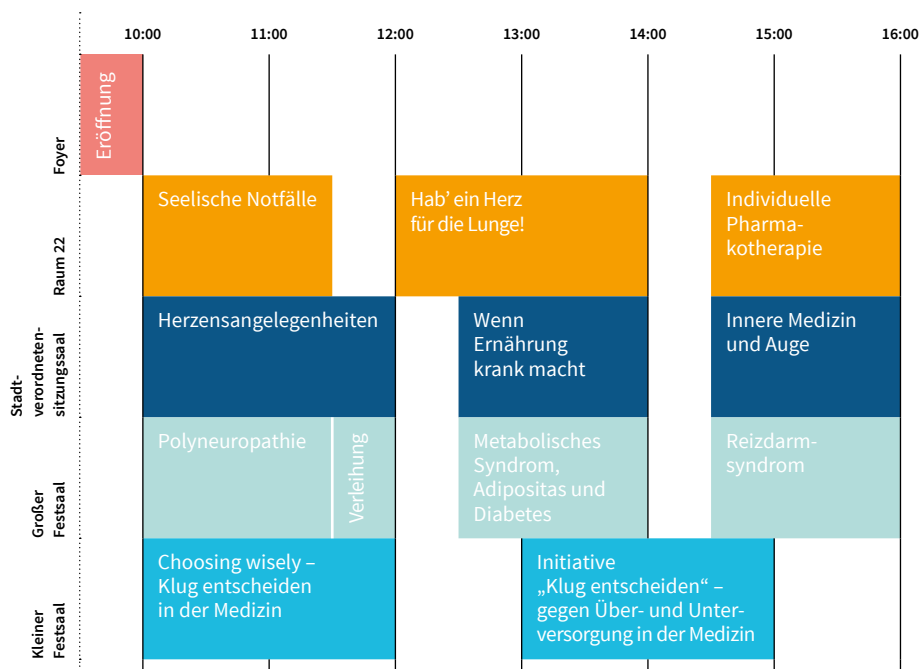 10:00 11:00 12:00 13:00 14:00 15:00 16:00
Foyer
Eröffnung
Raum 22
Seelische Notfälle
Hab’ ein Herz
für die Lunge!
Individuelle
Pharma-
kotherapie
Stadt-
verordneten-
sitzungssaal
Herzensangelegenheiten
Wenn
Ernährung
krank macht
Innere Medizin
und Auge
Großer
Festsaal
Polyneuropathie
Verleihung
Metabolisches
Syndrom,
Adipositas und
Diabetes
Reizdarm-
syndrom
Kleiner
Festsaal
Choosing wisely –
Klug entscheiden
in der Medizin
Initiative
„Klug entscheiden“ –
gegen Über- und Unter-
versorgung in der Medizin